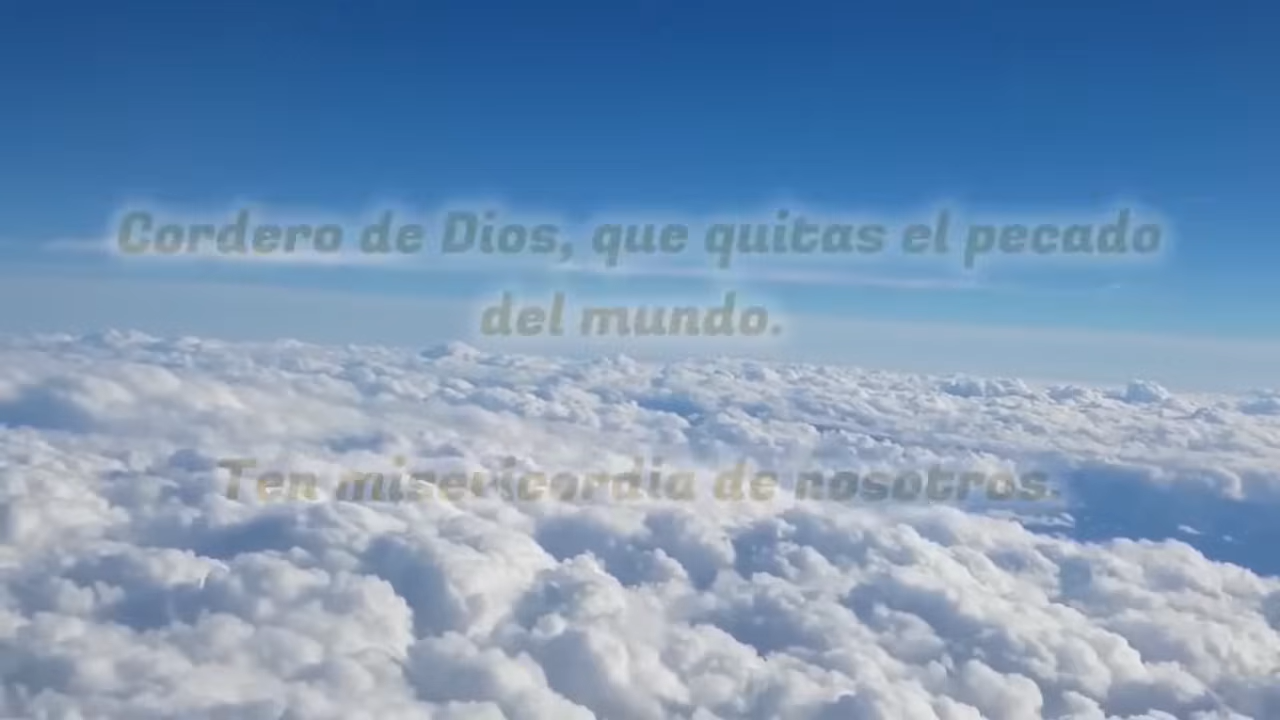 Cordero de Dios, que quitas el pecado
del mundo.
Ten misericordia de nosotros.